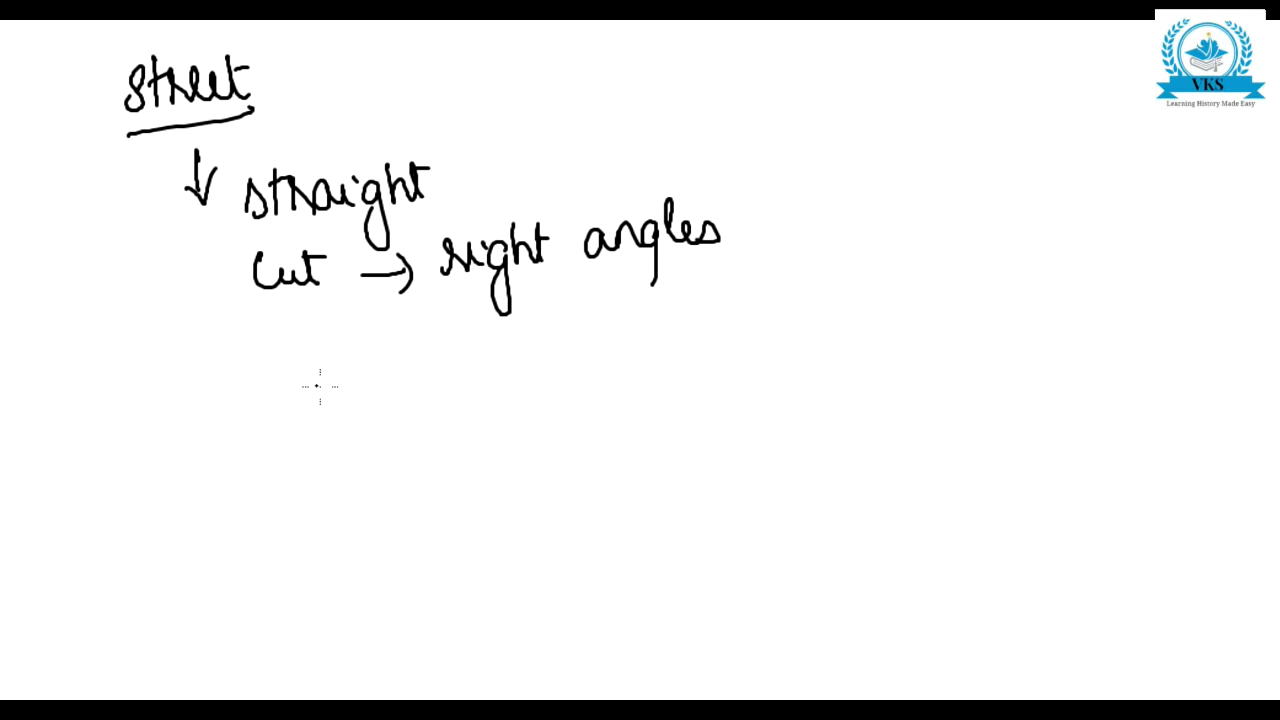 street
↓ straight
cut → right angles
VKS
Learning History Made Easy